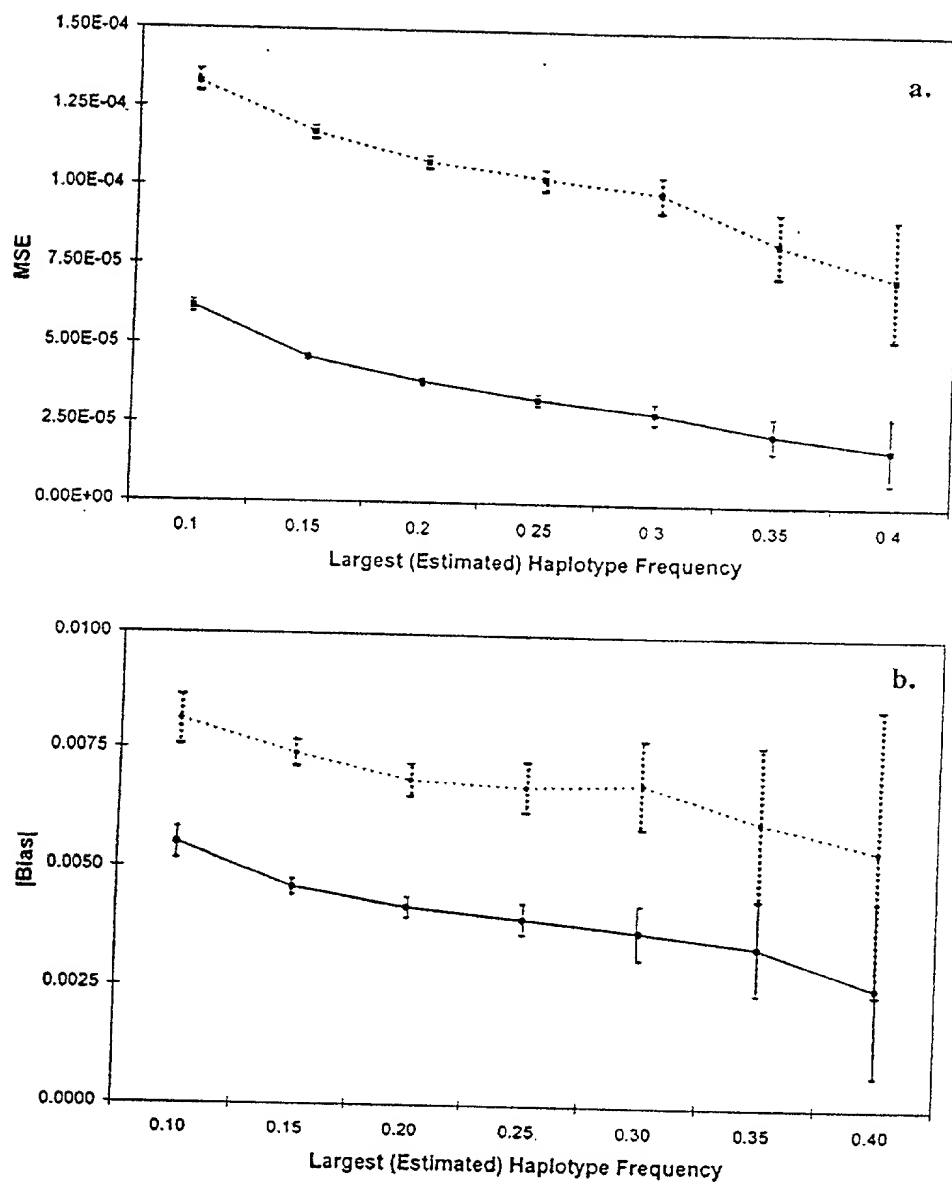 1.50E-04
a.
1.25E-04
1.00E-04
7.50E-05
MSE
5.00E-05
2.50E-05
0.00E+00
0.1 0.15 0.2 0.25 0.3 0.35 0.4
Largest (Estimated) Haplotype Frequency
0.0100
b.
0.0075
|Bias|
0.0050
0.0025
0.0000
0.10 0.15 0.20 0.25 0.30 0.35 0.40
Largest (Estimated) Haplotype Frequency